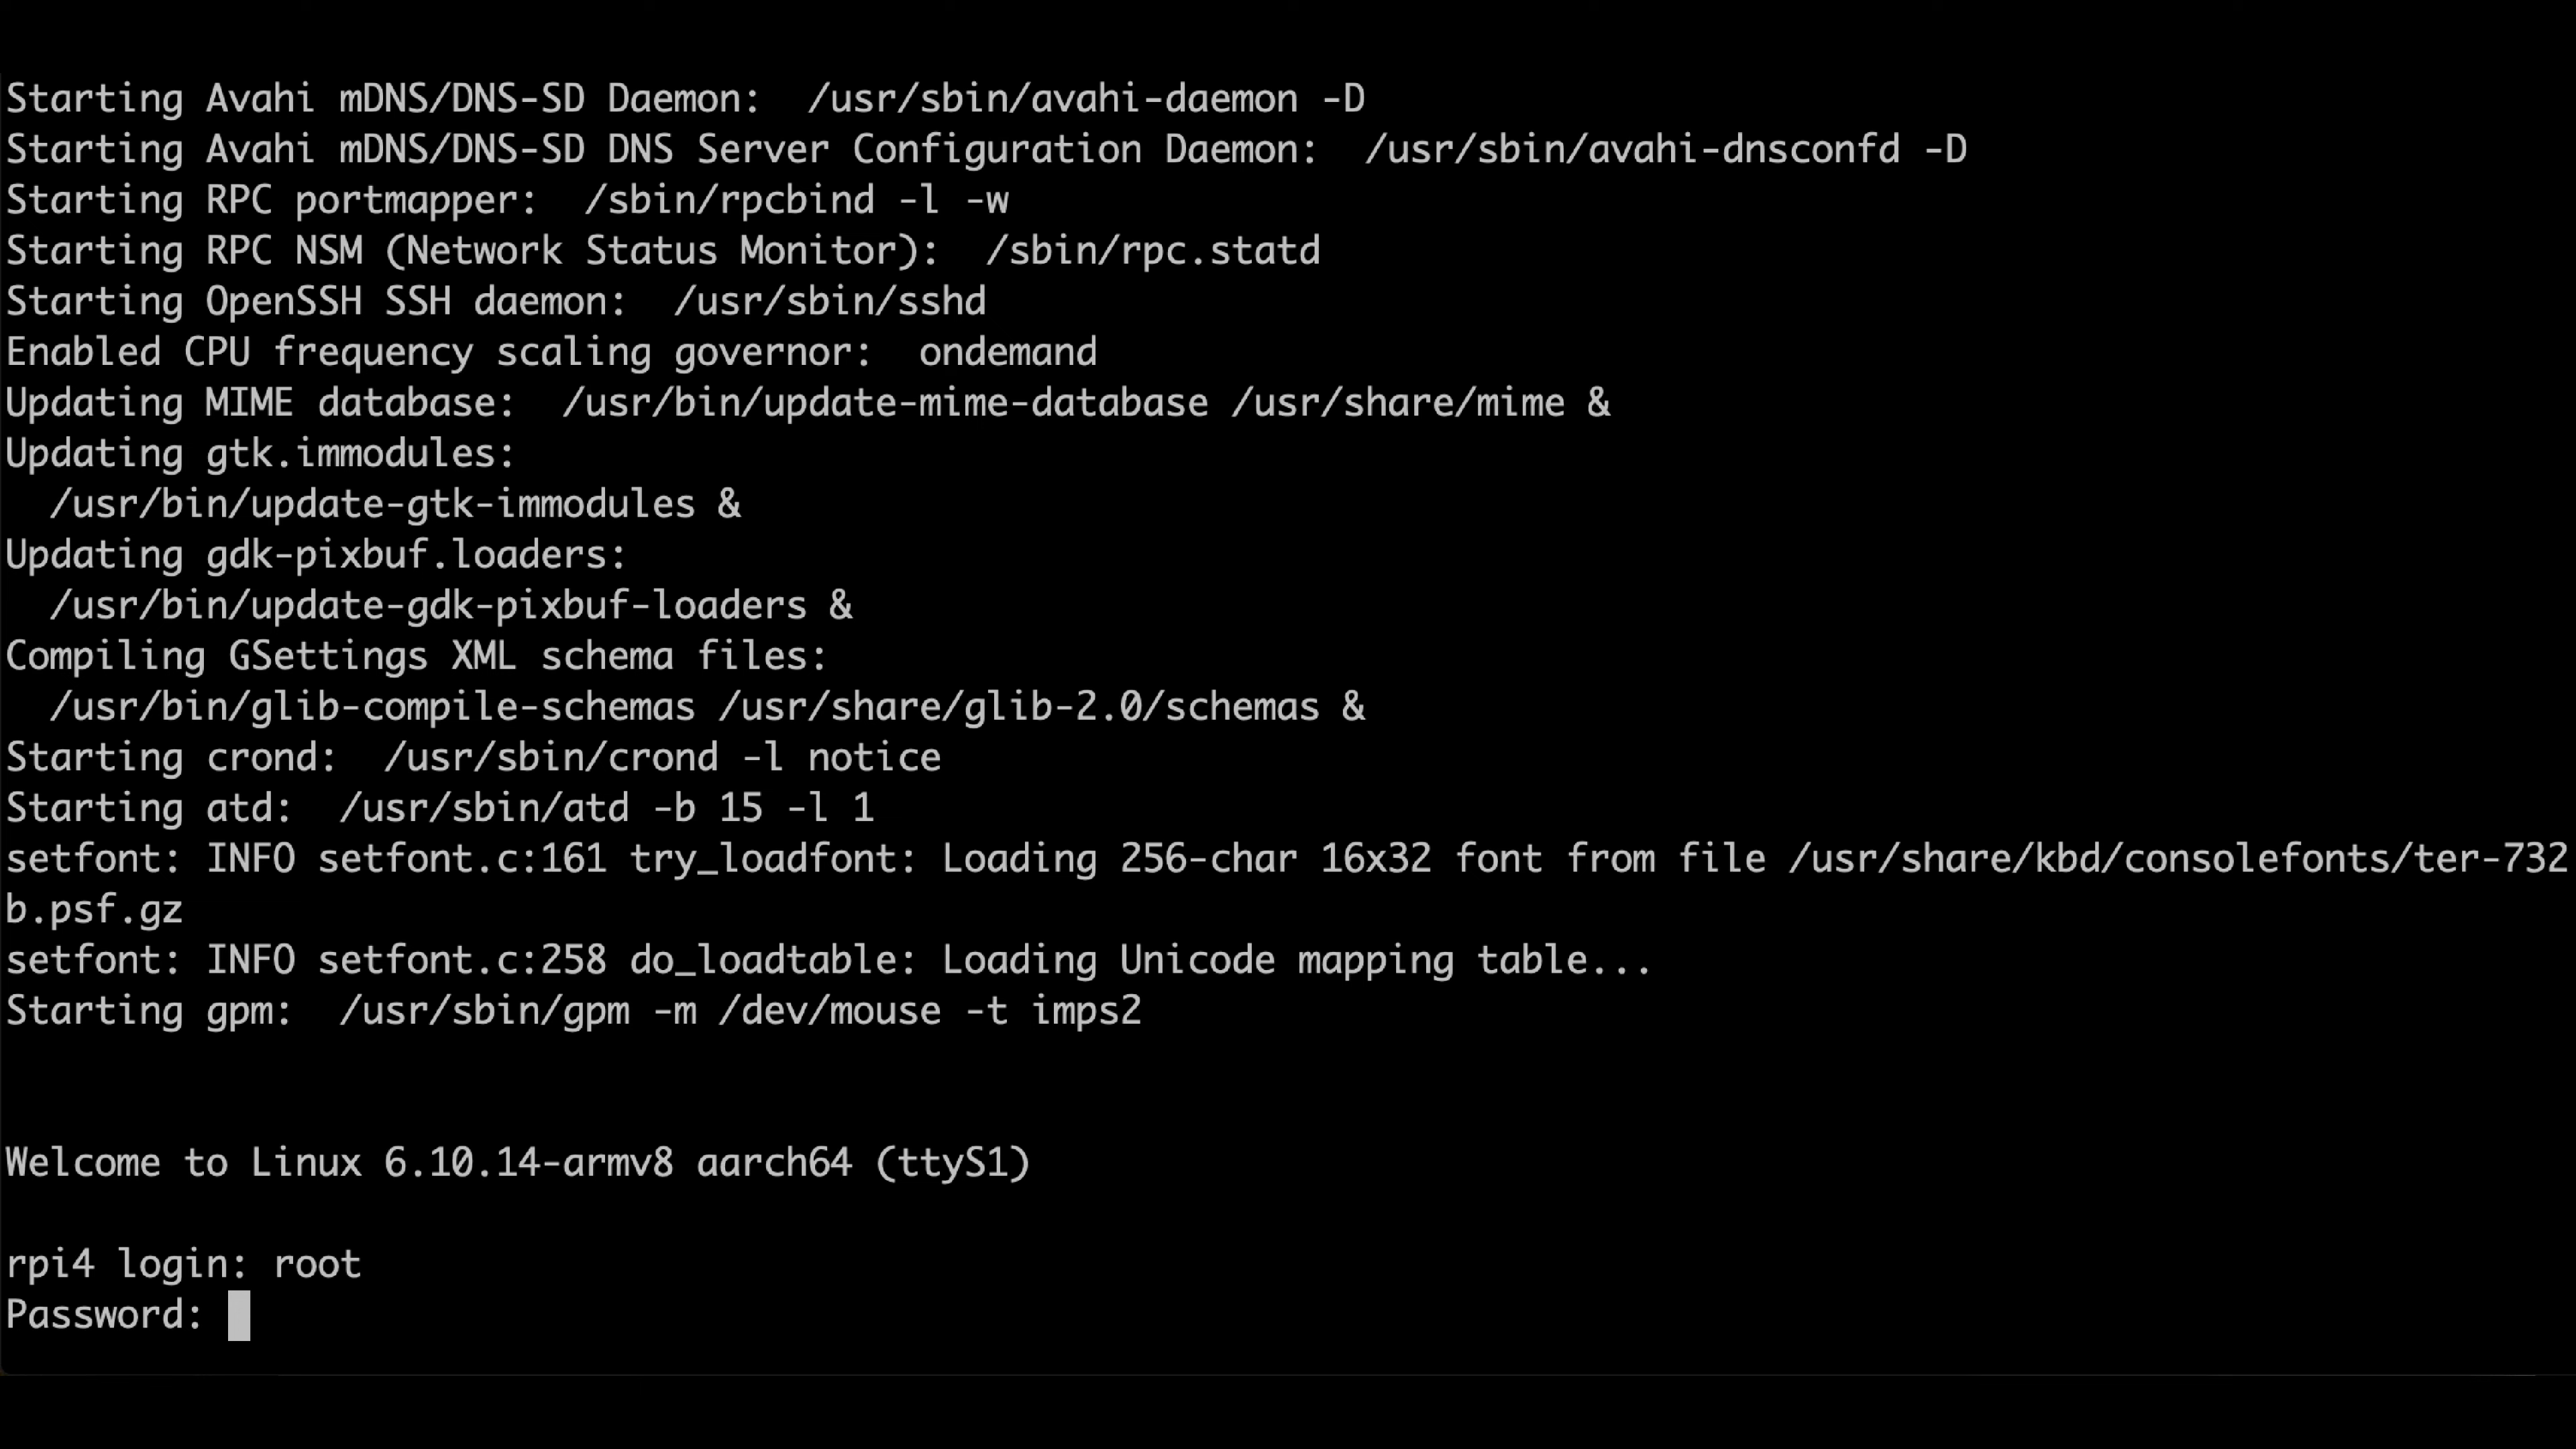 Starting Avahi mDNS/DNS-SD Daemon:  /usr/sbin/avahi-daemon -D
Starting Avahi mDNS/DNS-SD DNS Server Configuration Daemon:  /usr/sbin/avahi-dnsconfd -D
Starting RPC portmapper:  /sbin/rpcbind -l -w
Starting RPC NSM (Network Status Monitor):  /sbin/rpc.statd
Starting OpenSSH SSH daemon:  /usr/sbin/sshd
Enabled CPU frequency scaling governor:  ondemand
Updating MIME database:  /usr/bin/update-mime-database /usr/share/mime &
Updating gtk.immodules:
  /usr/bin/update-gtk-immodules &
Updating gdk-pixbuf.loaders:
  /usr/bin/update-gdk-pixbuf-loaders &
Compiling GSettings XML schema files:
  /usr/bin/glib-compile-schemas /usr/share/glib-2.0/schemas &
Starting crond:  /usr/sbin/crond -l notice
Starting atd:  /usr/sbin/atd -b 15 -l 1
setfont: INFO setfont.c:161 try_loadfont: Loading 256-char 16x32 font from file /usr/share/kbd/consolefonts/ter-732
b.psf.gz
setfont: INFO setfont.c:258 do_loadtable: Loading Unicode mapping table...
Starting gpm:  /usr/sbin/gpm -m /dev/mouse -t imps2
Welcome to Linux 6.10.14-armv8 aarch64 (ttyS1)
rpi4 login: root
Password: